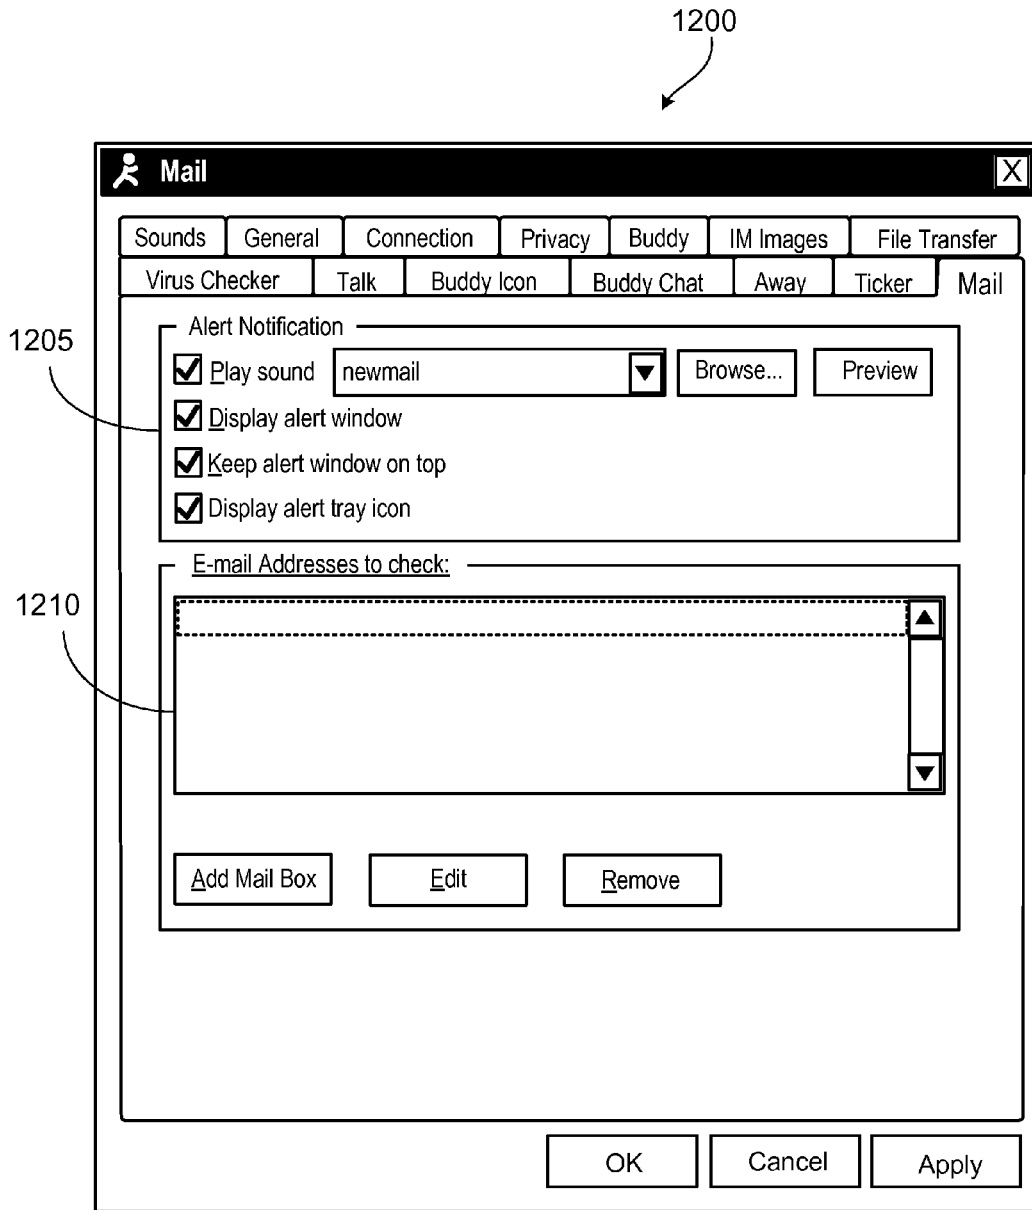 1200
Mail X
Sounds General Connection Privacy Buddy IM Images File Transfer
Virus Checker Talk Buddy Icon Buddy Chat Away Ticker Mail
Alert Notification
1205
Play sound newmail Browse... Preview
Display alert window
Keep alert window on top
Display alert tray icon
E-mail Addresses to check:
1210
Add Mail Box Edit Remove
OK Cancel Apply